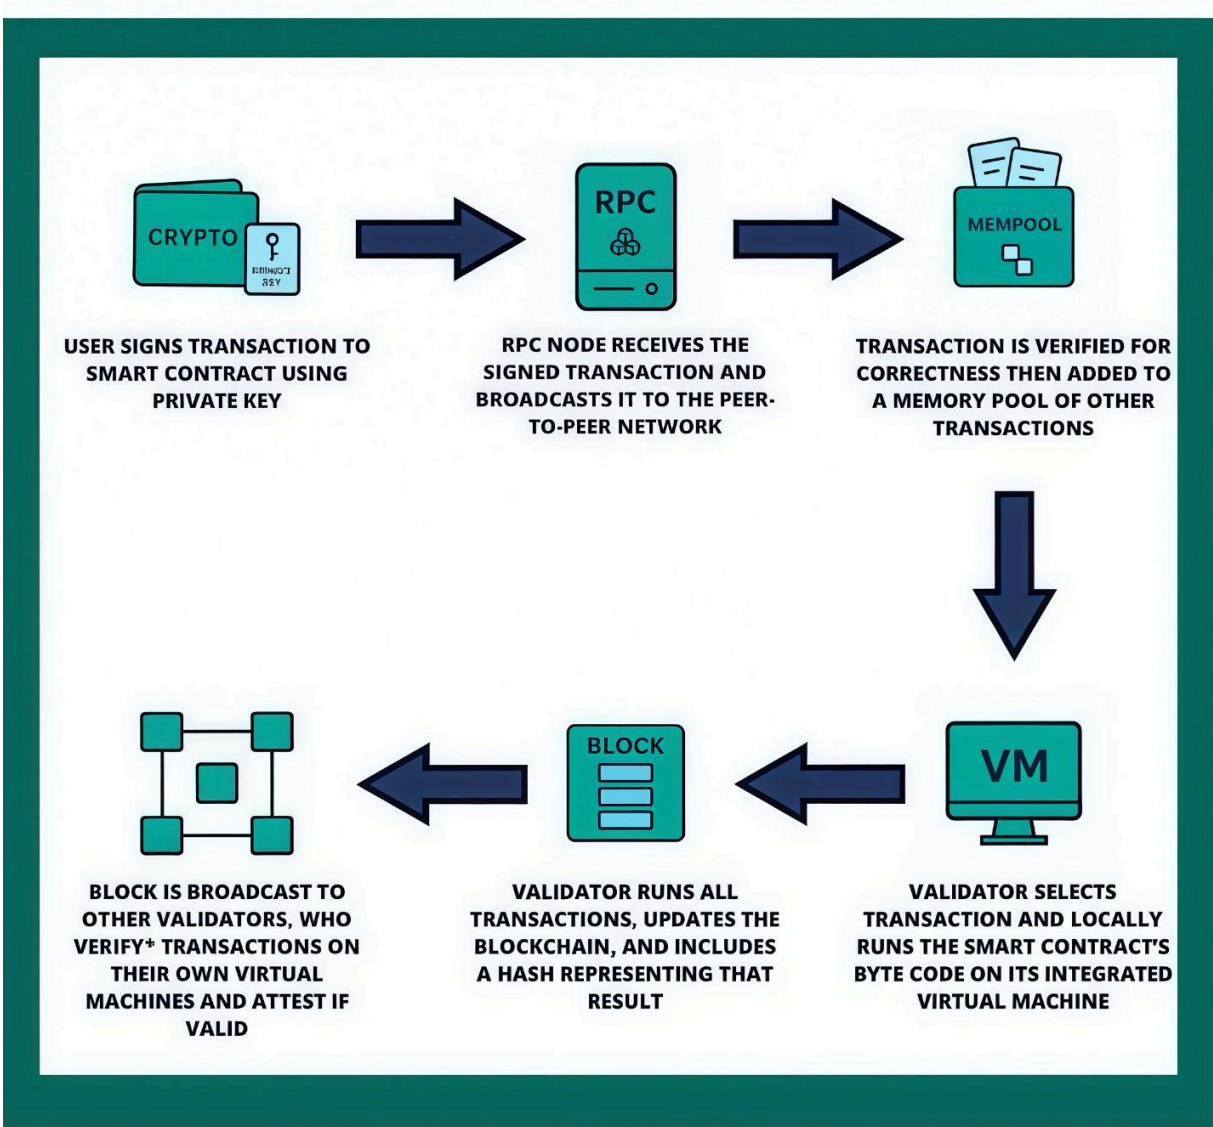 CRYPTO
RPC
MEMPOOL
USER SIGNS TRANSACTION TO
SMART CONTRACT USING
PRIVATE KEY
RPC NODE RECEIVES THE
SIGNED TRANSACTION AND
BROADCASTS IT TO THE PEER-
TO-PEER NETWORK
TRANSACTION IS VERIFIED FOR
CORRECTNESS THEN ADDED TO
A MEMORY POOL OF OTHER
TRANSACTIONS
VM
VALIDATOR SELECTS
TRANSACTION AND LOCALLY
RUNS THE SMART CONTRACT'S
BYTE CODE ON ITS INTEGRATED
VIRTUAL MACHINE
BLOCK
VALIDATOR RUNS ALL
TRANSACTIONS, UPDATES THE
BLOCKCHAIN, AND INCLUDES
A HASH REPRESENTING THAT
RESULT
BLOCK IS BROADCAST TO
OTHER VALIDATORS, WHO
VERIFY* TRANSACTIONS ON
THEIR OWN VIRTUAL
MACHINES AND ATTEST IF
VALID